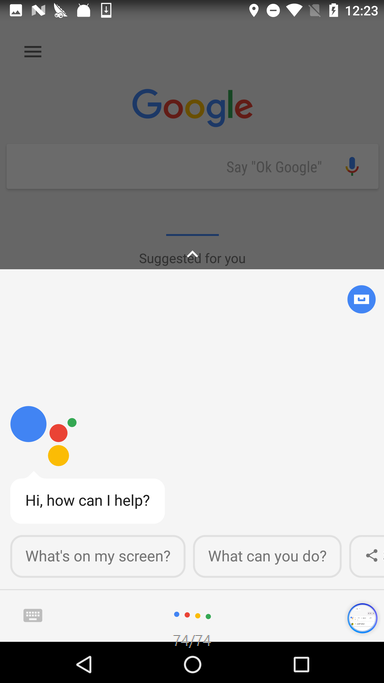 12:23
Google
Say "Ok Google"
Suggested for you
Hi, how can I help?
What's on my screen?
What can you do?
74/74